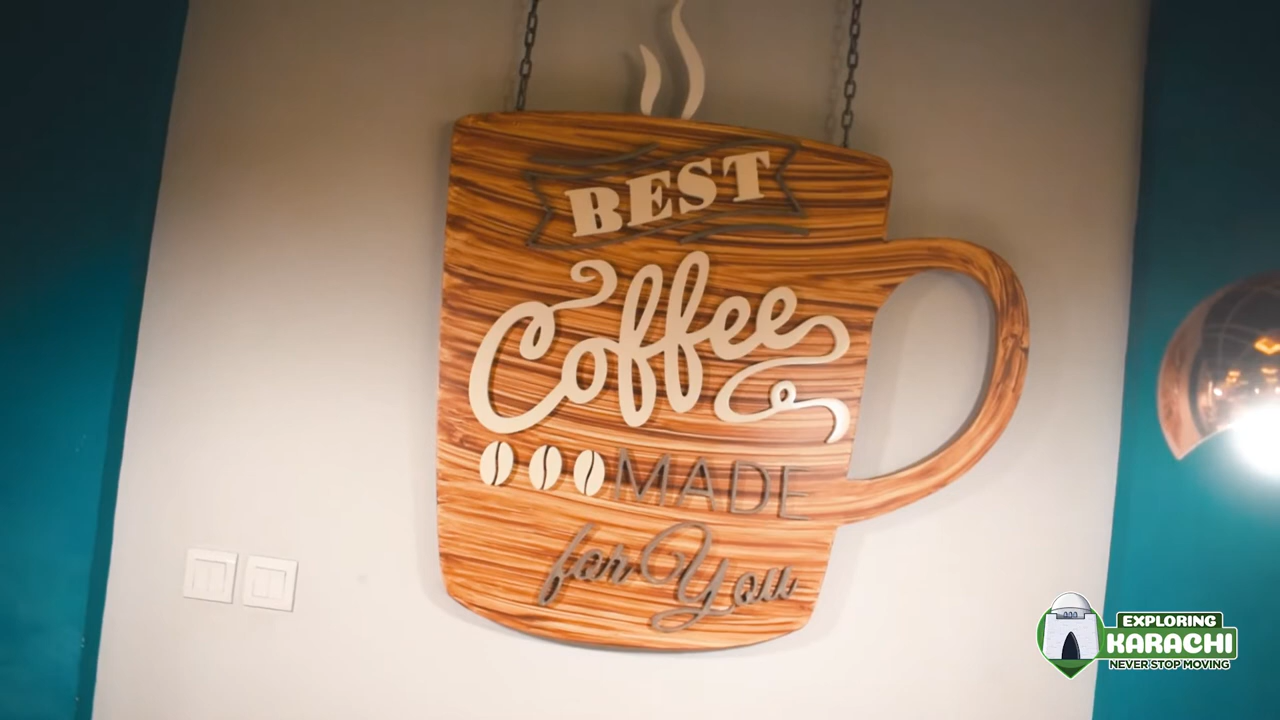 BEST
Coffee
MADE
for You
EXPLORING
KARACHI
NEVER STOP MOVING